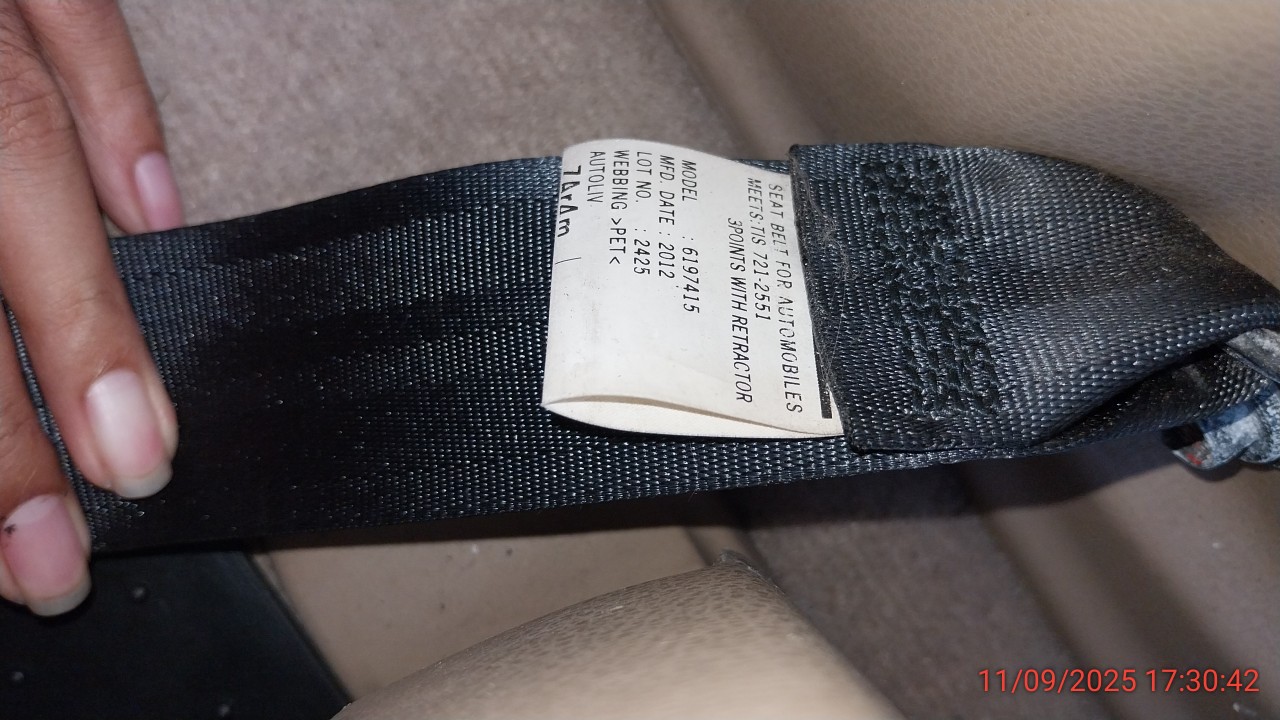 SEAT BELT FOR AUTOMOBILES
MEETS:TIS 721-2551
3POINTS WITH RETRACTOR
MODEL : 6197415
MFD. DATE : 2012
LOT NO. : 2425
WEBBING >PET<
AUTOLIV
11/09/2025 17:30:42